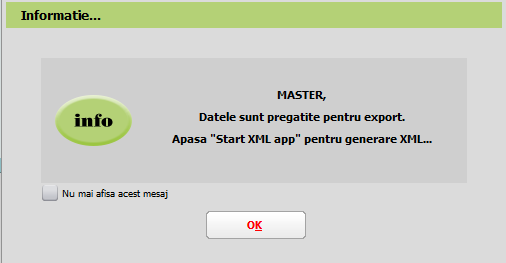 Informatie...
info
MASTER,
Datele sunt pregatite pentru export.
Apasa "Start XML app" pentru generare XML...
Nu mai afisa acest mesaj
OK